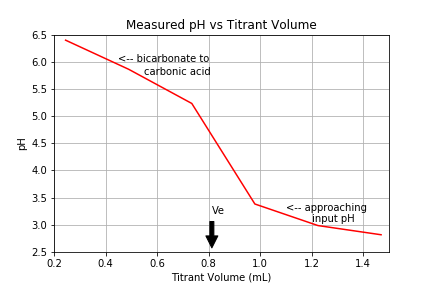 Measured pH vs Titrant Volume
6.5
6.0
5.5
5.0
4.5
4.0
3.5
3.0
2.5
pH
<-- bicarbonate to
carbonic acid
Ve
<-- approaching
input pH
0.2 0.4 0.6 0.8 1.0 1.2 1.4
Titrant Volume (mL)